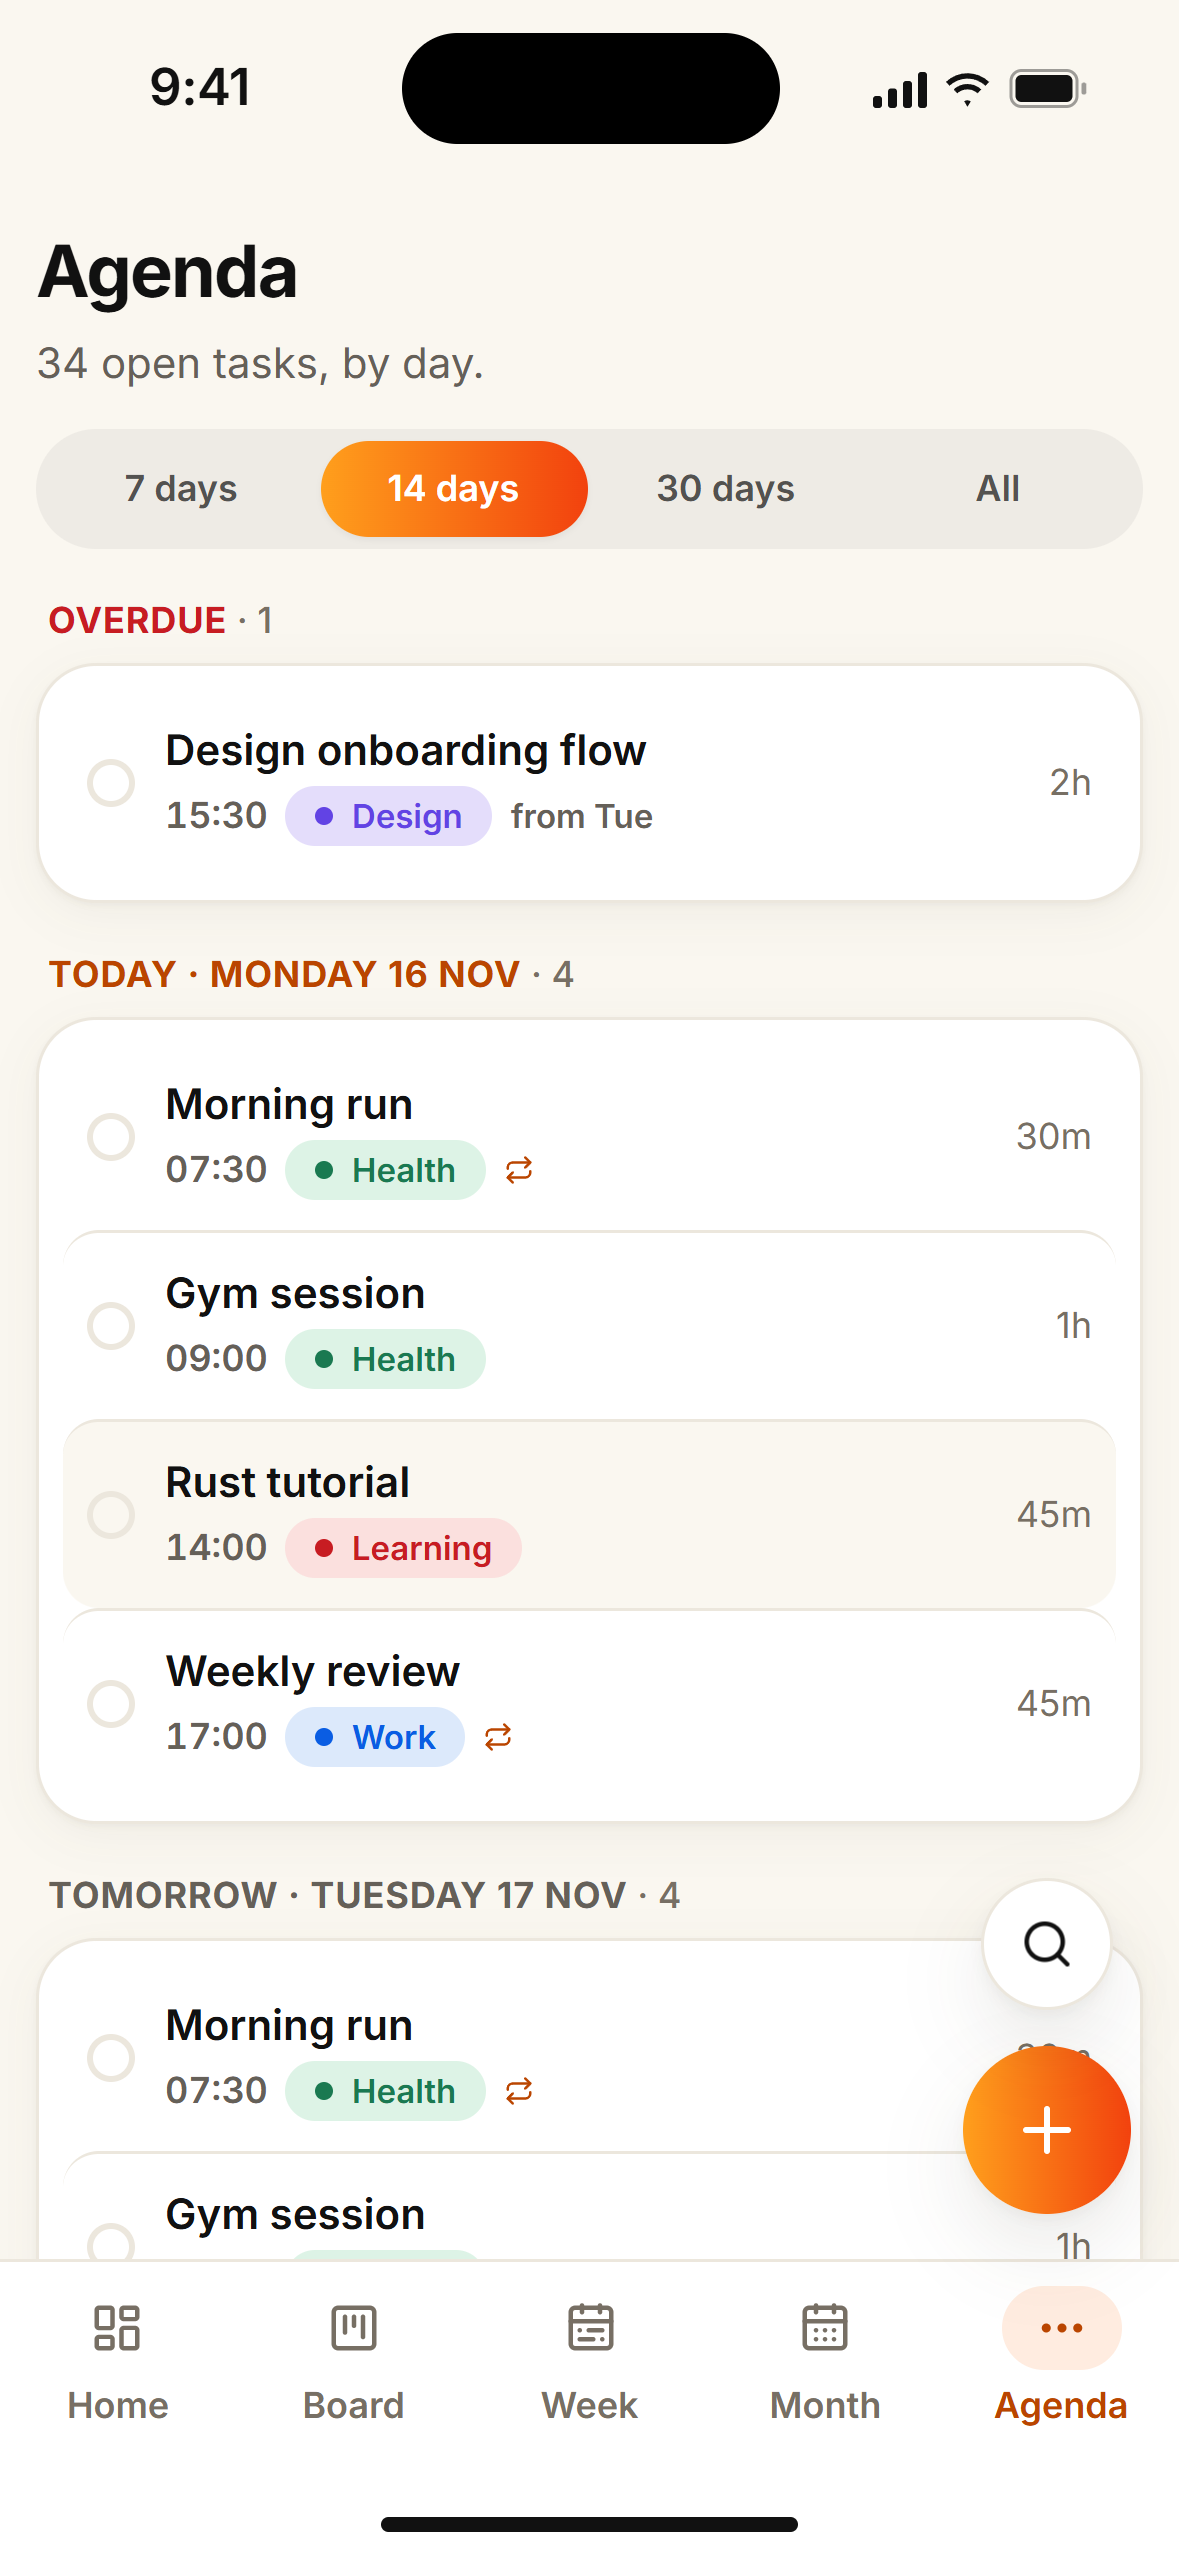 9:41
Agenda
34 open tasks, by day.
7 days 14 days 30 days All
OVERDUE · 1
Design onboarding flow
15:30 Design from Tue
2h
TODAY · MONDAY 16 NOV · 4
Morning run
07:30 Health
30m
Gym session
09:00 Health
1h
Rust tutorial
14:00 Learning
45m
Weekly review
17:00 Work
45m
TOMORROW · TUESDAY 17 NOV · 4
Morning run
07:30 Health
Gym session
1h
Home Board Week Month Agenda